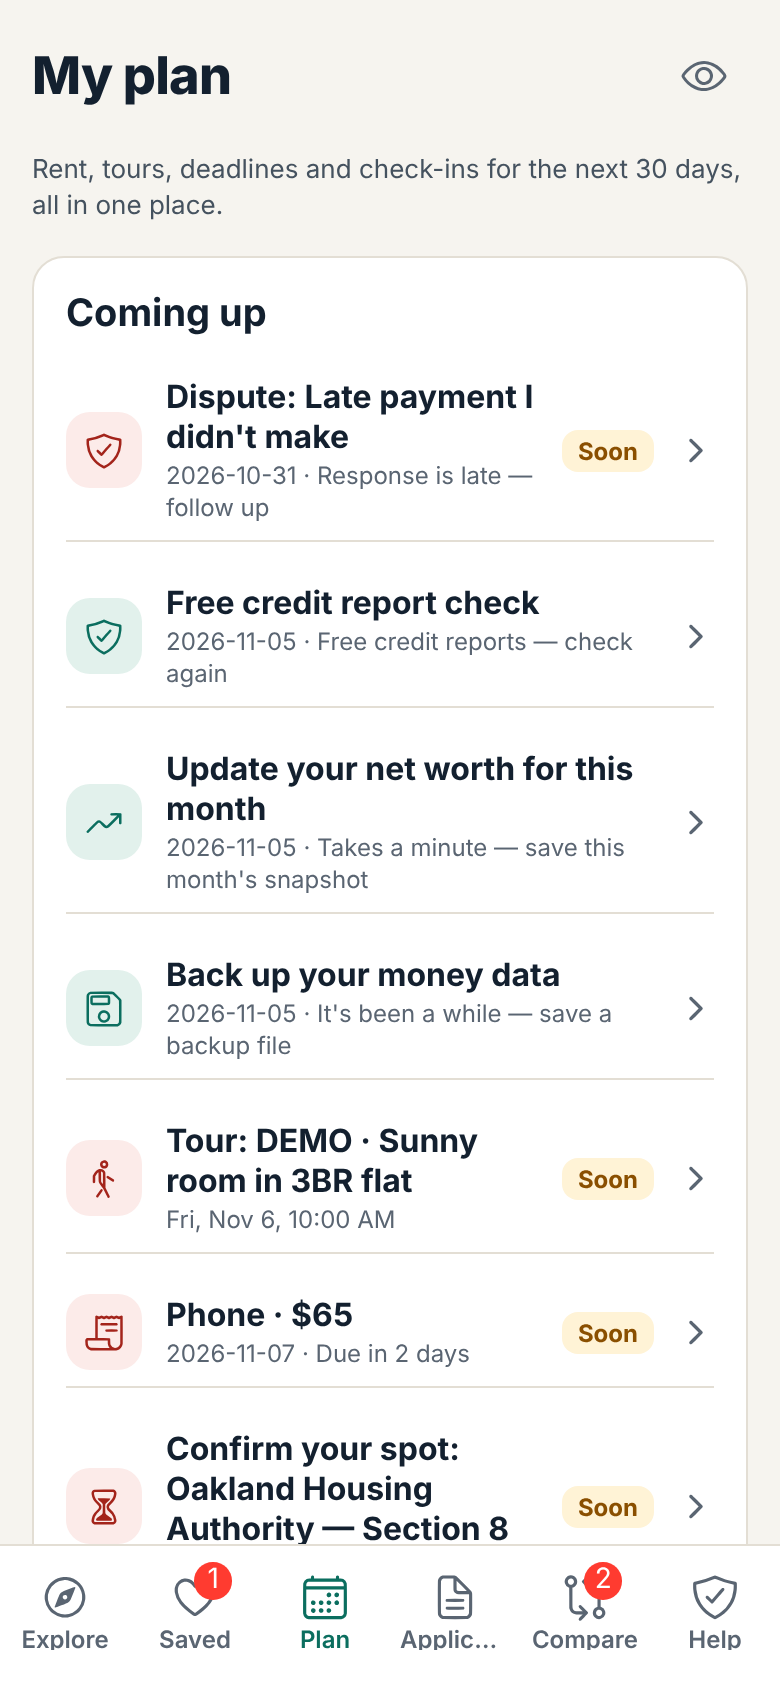 My plan
Rent, tours, deadlines and check-ins for the next 30 days,
all in one place.
Coming up
Dispute: Late payment I
didn't make
2026-10-31 · Response is late —
follow up
Soon
Free credit report check
2026-11-05 · Free credit reports — check
again
Update your net worth for this
month
2026-11-05 · Takes a minute — save this
month's snapshot
Back up your money data
2026-11-05 · It's been a while — save a
backup file
Tour: DEMO · Sunny
room in 3BR flat
Fri, Nov 6, 10:00 AM
Soon
Phone · $65
2026-11-07 · Due in 2 days
Soon
Confirm your spot:
Oakland Housing
Authority — Section 8
Soon
1
2
Explore
Saved
Plan
Applic...
Compare
Help